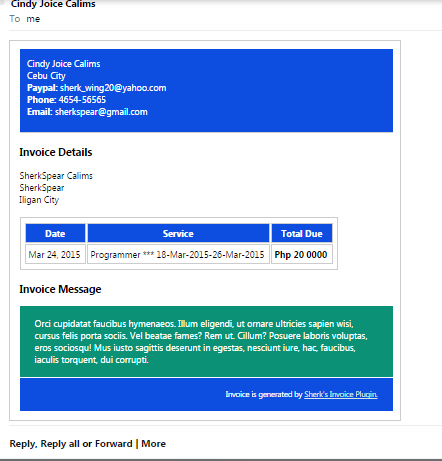 Cindy Joice Calims
To me
Cindy Joice Calims
Cebu City
Paypal: sherk_wing20@yahoo.com
Phone: 4654-56565
Email: sherkspear@gmail.com
Invoice Details
SherkSpear Calims
SherkSpear
Iligan City
Date Service Total Due
Mar 24, 2015 Programmer *** 18-Mar-2015-26-Mar-2015 Php 20 0000
Invoice Message
Orci cupidatat faucibus hymenaeos. Illum eligendi, ut ornare ultricies sapien wisi,
cursus felis porta sociis. Vel beatae fames? Rem ut. Cillum? Posuere laboris voluptas,
eros sociosqu! Mus iusto sagittis deserunt in egestas, nesciunt iure, hac, faucibus,
iaculis torquent, dui corrupti.
Invoice is generated by Sherk's Invoice Plugin.
Reply, Reply all or Forward | More